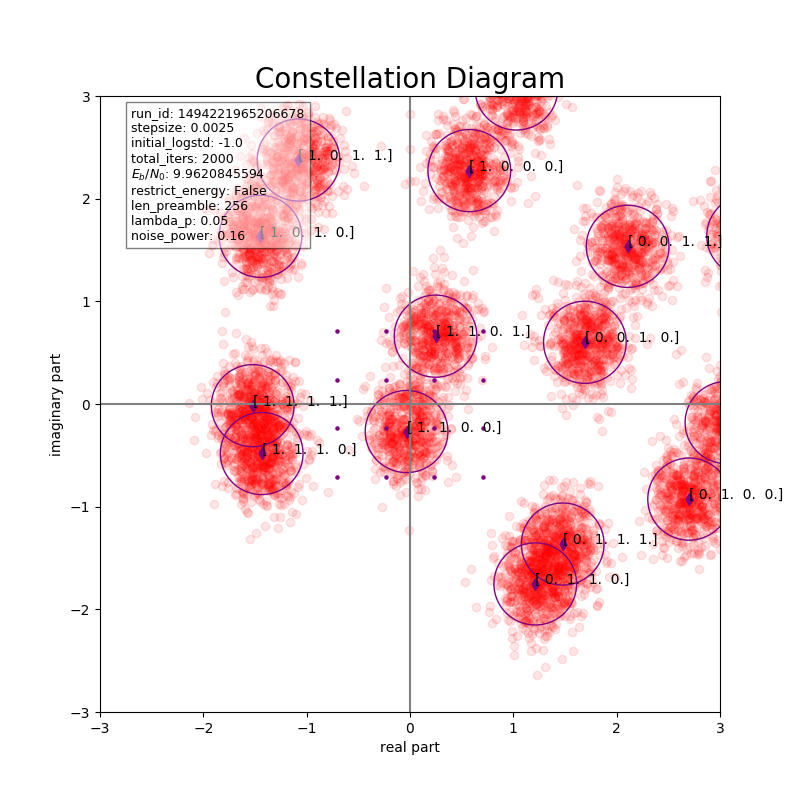 Constellation Diagram
run_id: 1494221965206678
stepsize: 0.0025
initial_logstd: -1.0
total_iters: 2000
E_b/N_0: 9.9620845594
restrict_energy: False
len_preamble: 256
lambda_p: 0.05
noise_power: 0.16
[ 1. 0. 1. 1.]
[ 1. 0. 0. 0.]
[ 1. 0. 1. 0.]
[ 0. 0. 1. 1.]
[ 1. 1. 0. 1.]
[ 0. 0. 1. 0.]
[ 1. 1. 1. 1.]
[ 1. 1. 0. 0.]
[ 1. 1. 1. 0.]
[ 0. 1. 0. 0.]
[ 0. 1. 1. 1.]
[ 0. 1. 1. 0.]
3
2
1
0
−1
−2
−3
imaginary part
−3 −2 −1 0 1 2 3
real part